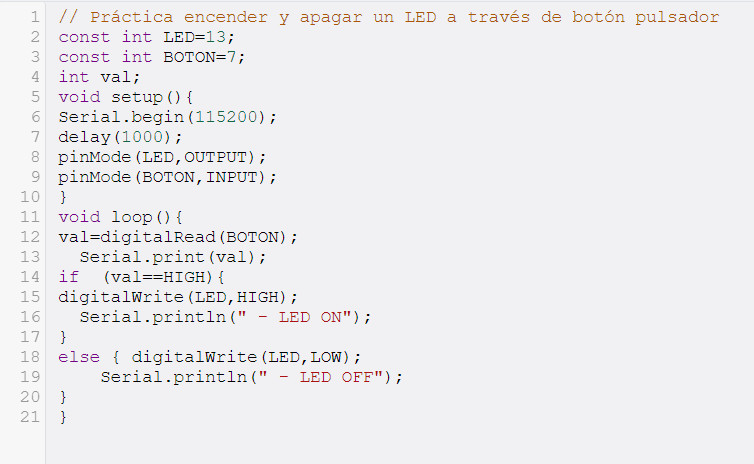 1 // Práctica encender y apagar un LED a través de botón pulsador
2 const int LED=13;
3 const int BOTON=7;
4 int val;
5 void setup(){
6 Serial.begin(115200);
7 delay(1000);
8 pinMode(LED,OUTPUT);
9 pinMode(BOTON,INPUT);
10 }
11 void loop(){
12 val=digitalRead(BOTON);
13   Serial.print(val);
14 if  (val==HIGH){
15 digitalWrite(LED,HIGH);
16   Serial.println(" - LED ON");
17 }
18 else { digitalWrite(LED,LOW);
19     Serial.println(" - LED OFF");
20 }
21 }